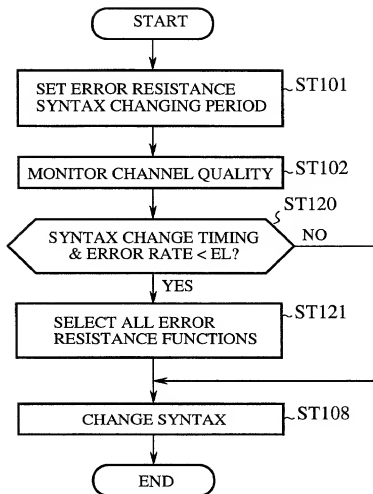 START
SET ERROR RESISTANCE
SYNTAX CHANGING PERIOD
ST101
MONITOR CHANNEL QUALITY
ST102
ST120
SYNTAX CHANGE TIMING
& ERROR RATE < EL?
NO
YES
SELECT ALL ERROR
RESISTANCE FUNCTIONS
ST121
CHANGE SYNTAX
ST108
END